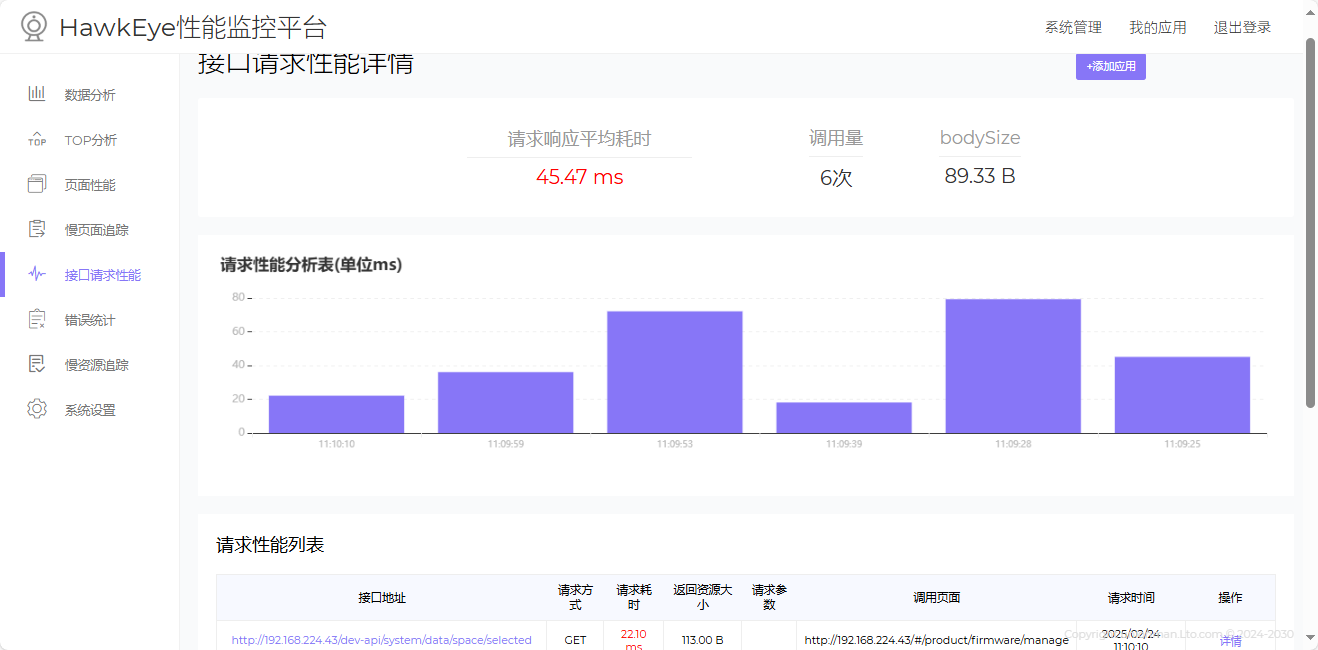 HawkEye性能监控平台
系统管理 我的应用 退出登录
接口请求性能详情
+添加应用
数据分析
TOP分析
页面性能
慢页面追踪
接口请求性能
错误统计
慢资源追踪
系统设置
请求响应平均耗时 调用量 bodySize
45.47 ms 6次 89.33 B
请求性能分析表(单位ms)
80
60
40
20
0
11:10:10 11:09:59 11:09:53 11:09:39 11:09:28 11:09:25
请求性能列表
接口地址 请求方式 请求耗时 返回资源大小 请求参数 调用页面 请求时间 操作
http://192.168.224.43/dev-api/system/data/space/selected GET 22.10 ms 113.00 B http://192.168.224.43/#/product/firmware/manage 2025/02/24 11:10:10 详情
© 2024-2030